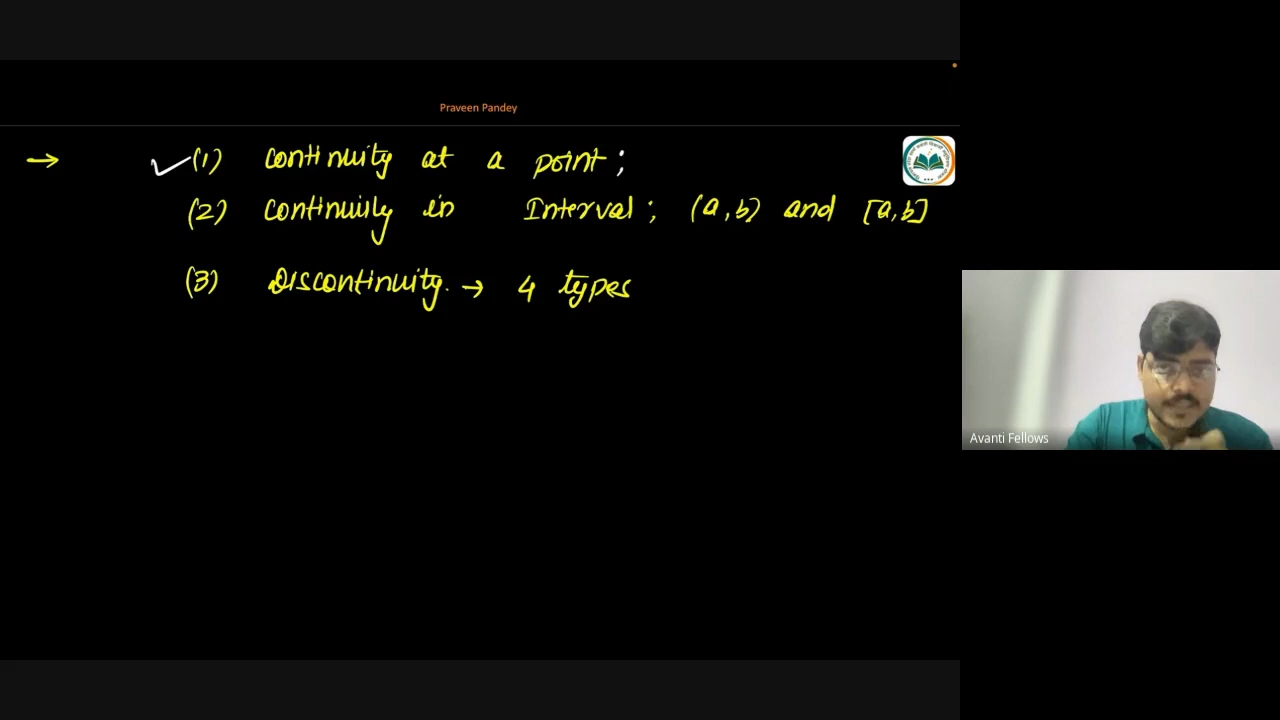 Praveen Pandey
→ ✓(1) continuity at a point ;
(2) continuity in Interval ; (a,b) and [a,b]
(3) Discontinuity. → 4 types
Avanti Fellows